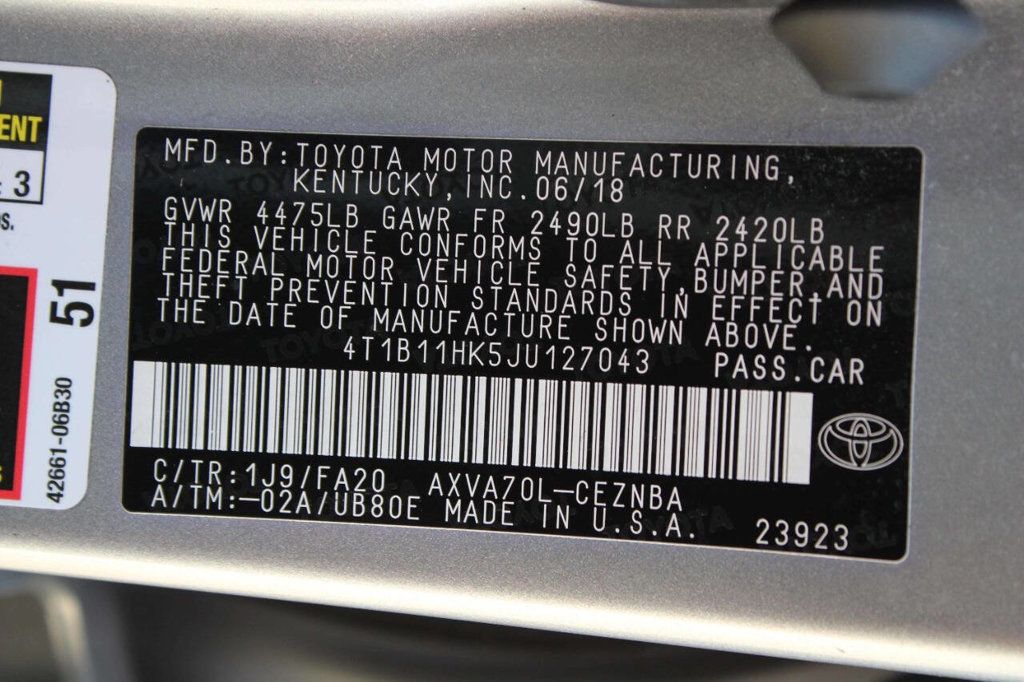 ENT
: 3
51
42661-06B30
MFD.BY:TOYOTA MOTOR MANUFACTURING,
KENTUCKY,INC.06/18
GVWR 4475LB GAWR FR 2490LB RR 2420LB
THIS VEHICLE CONFORMS TO ALL APPLICABLE
FEDERAL MOTOR VEHICLE SAFETY,BUMPER,AND
THEFT PREVENTION STANDARDS IN EFFECT ON
THE DATE OF MANUFACTURE SHOWN ABOVE.
4T1B11HK5JU127043 PASS.CAR
C/TR:1J9/FA20 AXVA70L-CEZNBA
A/TM:-02A/UB80E MADE IN U.S.A.
23923